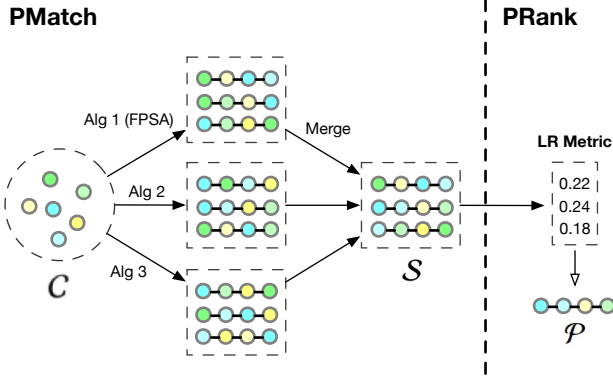 PMatch
PRank
Alg 1 (FPSA)
Merge
LR Metric
Alg 2
0.22
0.24
0.18
C
Alg 3
S
P